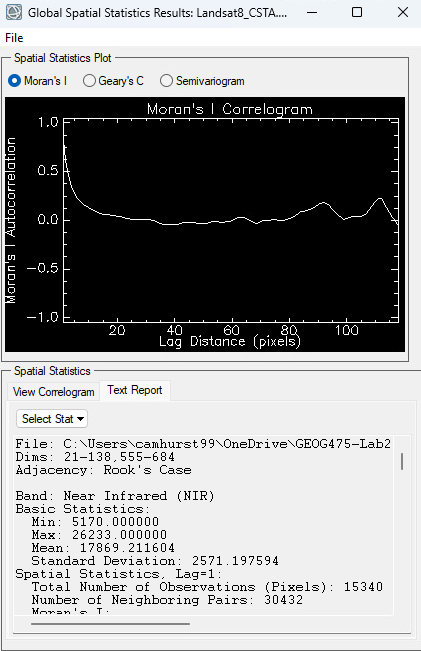 Global Spatial Statistics Results: Landsat8_CSTA....
File
Spatial Statistics Plot
Moran's I Geary's C Semivariogram
Moran's I Correlogram
Moran's I Autocorrelation
1.0
0.5
0.0
-0.5
-1.0
20 40 60 80 100
Lag Distance (pixels)
Spatial Statistics
View Correlogram Text Report
Select Stat
File: C:\Users\camhurst99\OneDrive\GEOG475-Lab2
Dims: 21-138,555-684
Adjacency: Rook's Case
Band: Near Infrared (NIR)
Basic Statistics:
Min: 5170.000000
Max: 26233.000000
Mean: 17869.211604
Standard Deviation: 2571.197594
Spatial Statistics, Lag=1:
Total Number of Observations (Pixels): 15340
Number of Neighboring Pairs: 30432
Moran's I: